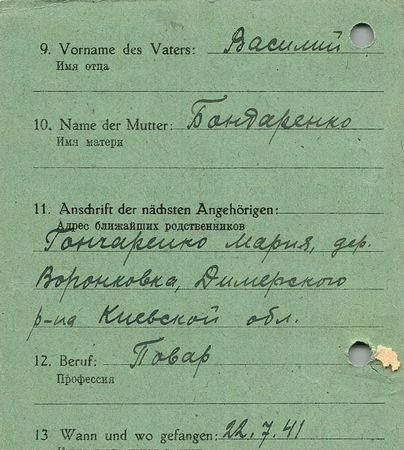 9. Vorname des Vaters: Василий
Имя отца
10. Name der Mutter: Бондаренко
Имя матери
11. Anschrift der nächsten Angehörigen:
Адрес ближайших родственников
Гончаренко Мария, дер.
Воронковка, Димерского
р-на Киевской обл.
12. Beruf: Повар
Профессия
13 Wann und wo gefangen: 22.7.41